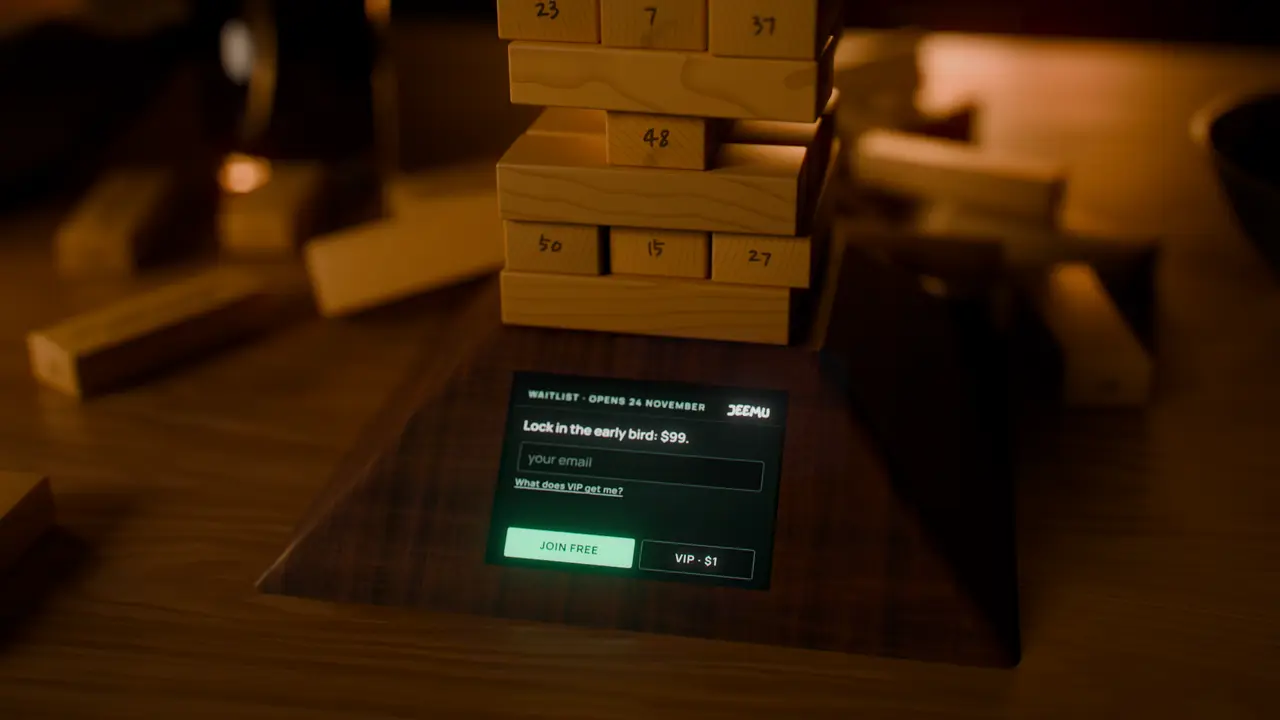 23 7 37
48
50 15 27
WAITLIST · OPENS 24 NOVEMBER JEEMU
Lock in the early bird: $99.
your email
What does VIP get me?
JOIN FREE VIP · $1